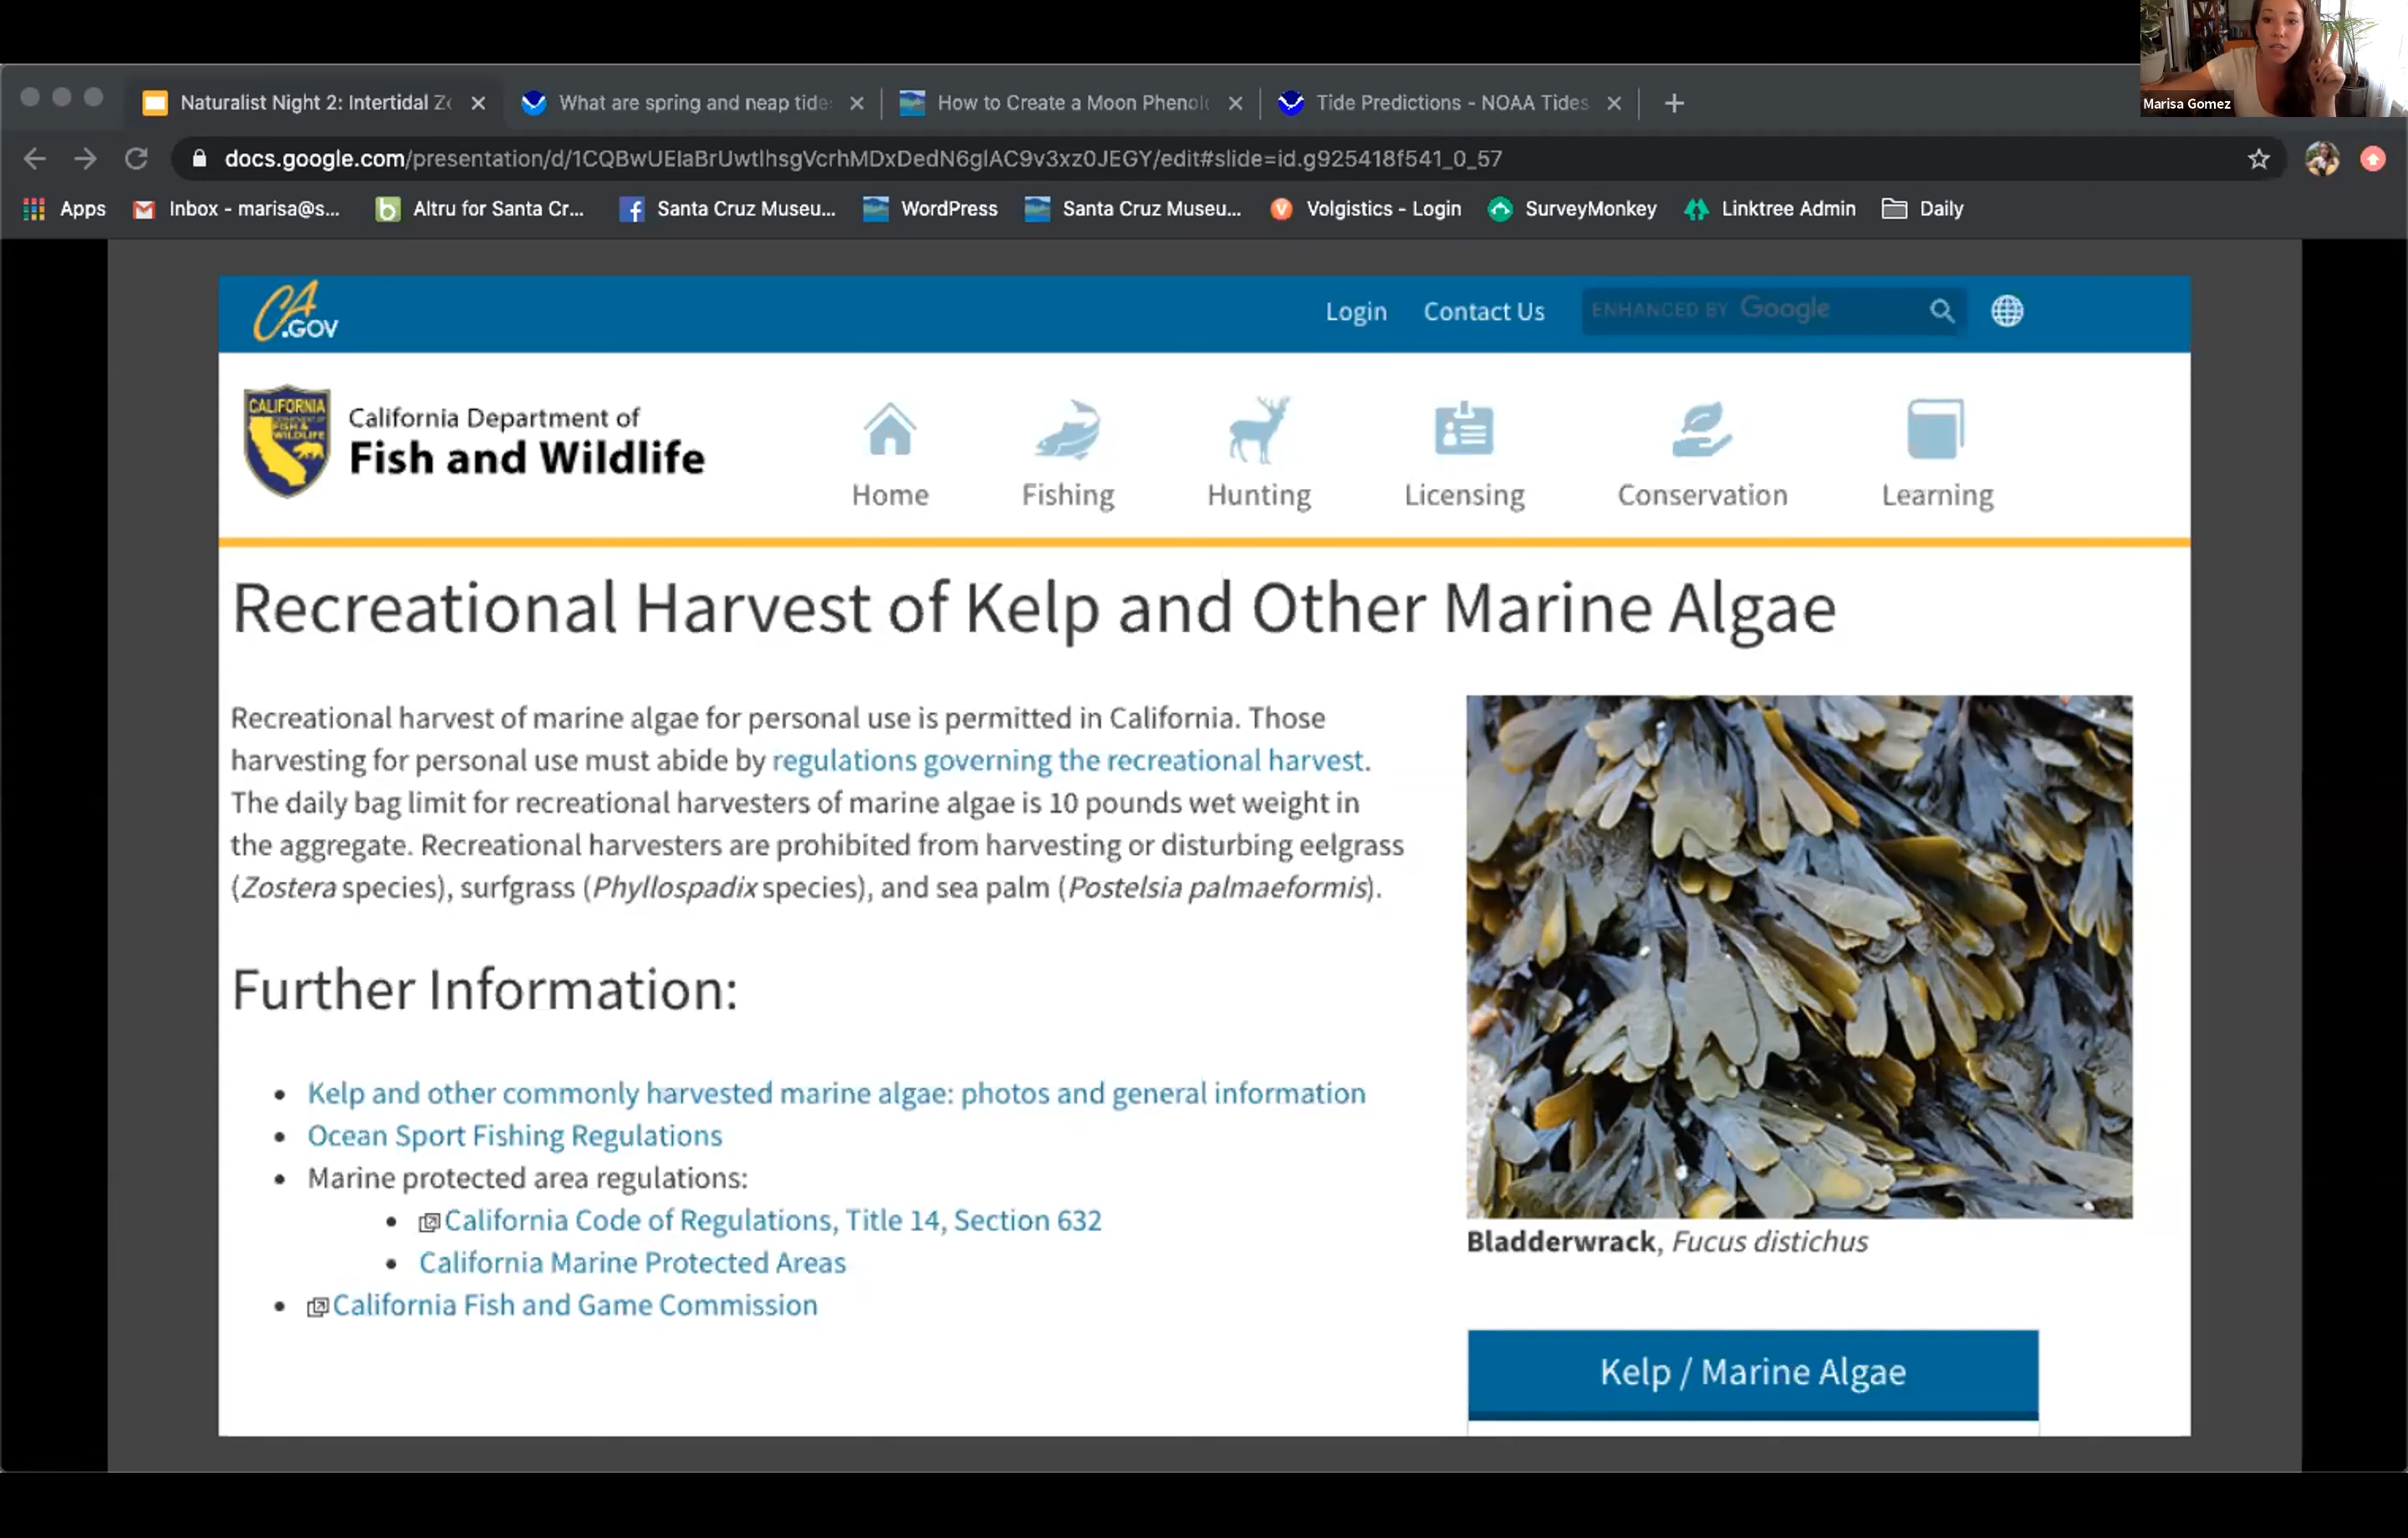 Marisa Gomez
Naturalist Night 2: Intertidal Z
What are spring and neap tide
How to Create a Moon Phenol
Tide Predictions - NOAA Tides
docs.google.com/presentation/d/1CQBwUEIaBrUwtlhsgVcrhMDxDedN6glAC9v3xz0JEGY/edit#slide=id.g925418f541_0_57
Apps Inbox - marisa@s... Altru for Santa Cr... Santa Cruz Museu... WordPress Santa Cruz Museu... Volgistics - Login SurveyMonkey Linktree Admin Daily
CA.GOV
Login Contact Us ENHANCED BY Google
CALIFORNIA
FISH &
WILDLIFE
California Department of
Fish and Wildlife
Home Fishing Hunting Licensing Conservation Learning
Recreational Harvest of Kelp and Other Marine Algae
Recreational harvest of marine algae for personal use is permitted in California. Those
harvesting for personal use must abide by regulations governing the recreational harvest.
The daily bag limit for recreational harvesters of marine algae is 10 pounds wet weight in
the aggregate. Recreational harvesters are prohibited from harvesting or disturbing eelgrass
(Zostera species), surfgrass (Phyllospadix species), and sea palm (Postelsia palmaeformis).
Further Information:
• Kelp and other commonly harvested marine algae: photos and general information
• Ocean Sport Fishing Regulations
• Marine protected area regulations:
• California Code of Regulations, Title 14, Section 632
• California Marine Protected Areas
• California Fish and Game Commission
Bladderwrack, Fucus distichus
Kelp / Marine Algae